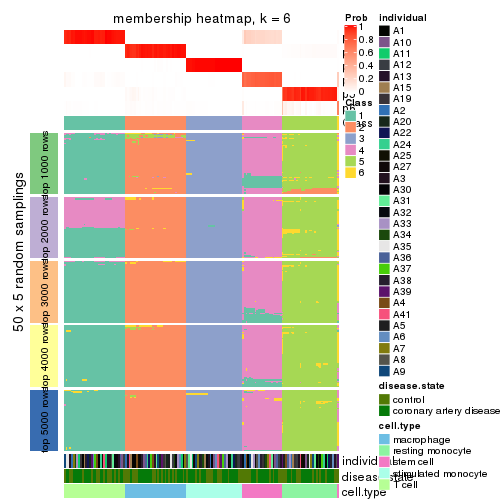 membership heatmap, k = 6
50 x 5 random samplings
top 1000 rows
top 2000 rows
top 3000 rows
top 4000 rows
top 5000 rows
individual
disease.state
cell.type
Prob
1
0.8
0.6
0.4
0.2
0
Class
1
2
3
4
5
6
individual
A1
A10
A11
A12
A13
A15
A19
A2
A20
A22
A24
A25
A27
A3
A30
A31
A32
A33
A34
A35
A36
A37
A38
A39
A4
A41
A5
A6
A7
A8
A9
disease.state
control
coronary artery disease
cell.type
macrophage
resting monocyte
stem cell
stimulated monocyte
T cell